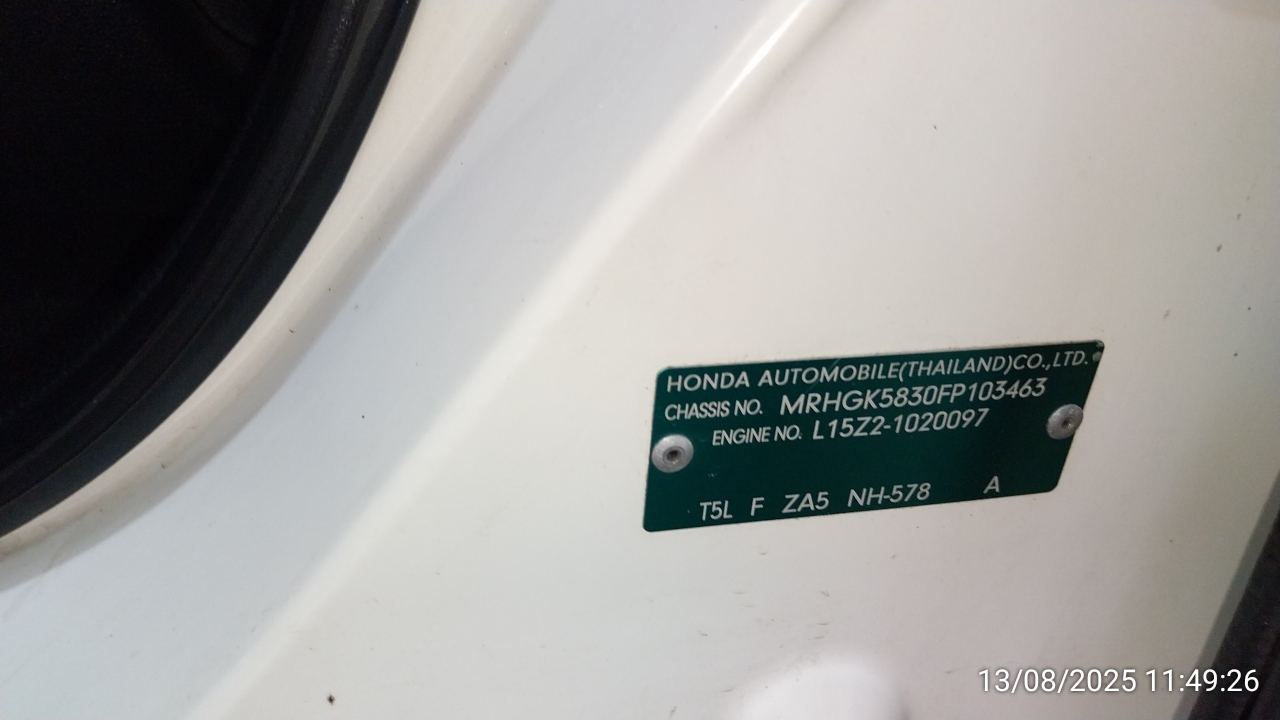 HONDA AUTOMOBILE(THAILAND)CO.,LTD.
CHASSIS NO. MRHGK5830FP103463
ENGINE NO. L15Z2-1020097
T5L F ZA5 NH-578 A
13/08/2025 11:49:26